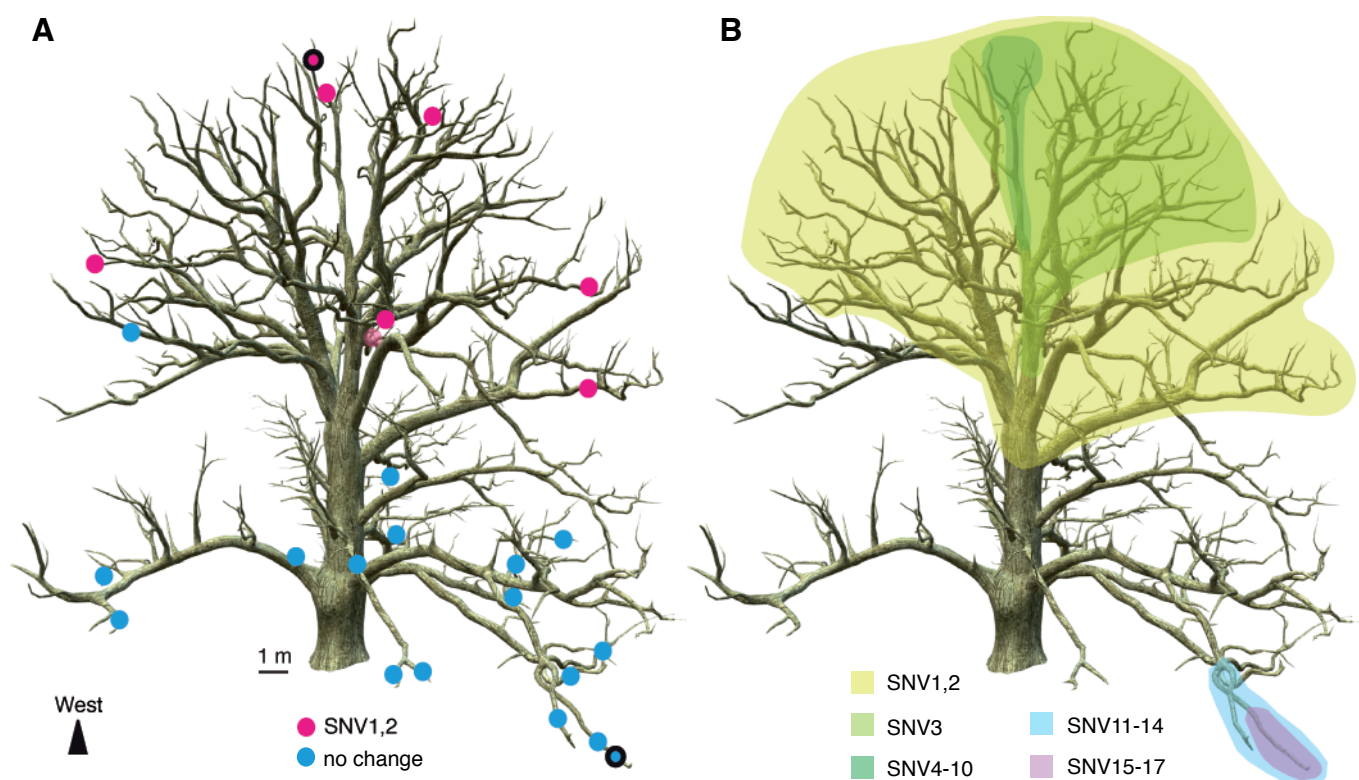 A
B
1 m
West
SNV1,2
no change
SNV1,2
SNV3
SNV4-10
SNV11-14
SNV15-17